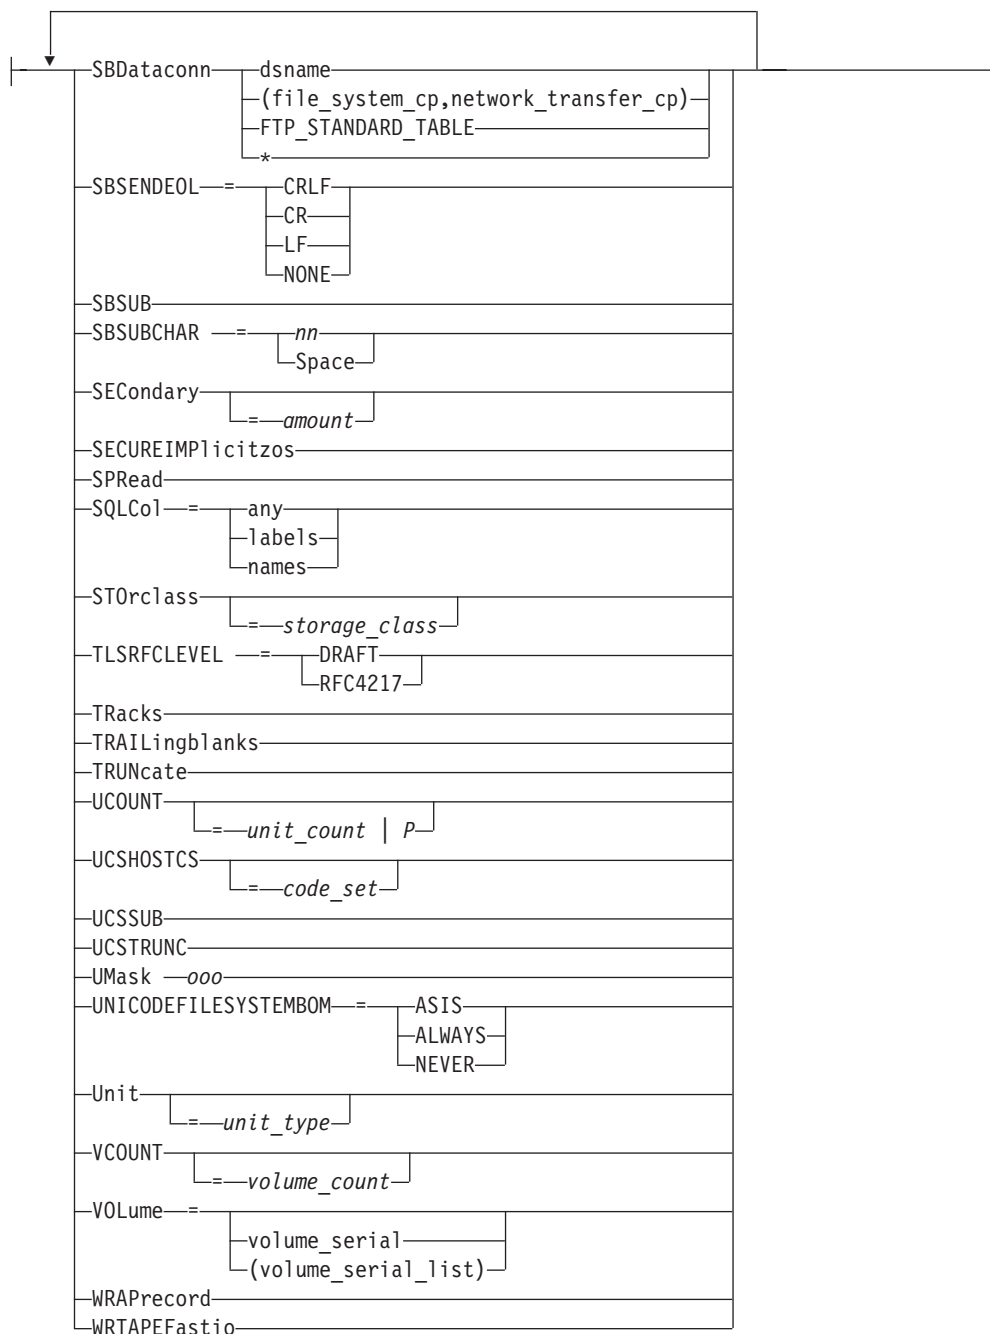 SBDataconn dsname
(file_system_cp,network_transfer_cp)
FTP_STANDARD_TABLE
*
SBSENDEOL = CRLF
CR
LF
NONE
SBSUB
SBSUBCHAR = nn
Space
SECondary
= amount
SECUREIMPlicitzos
SPRead
SQLCol = any
labels
names
STOrclass
= storage_class
TLSRFCLEVEL = DRAFT
RFC4217
TRacks
TRAILingblanks
TRUNcate
UCOUNT
= unit_count | P
UCSHOSTCS
= code_set
UCSSUB
UCSTRUNC
UMask ooo
UNICODEFILESYSTEMBOM = ASIS
ALWAYS
NEVER
Unit
= unit_type
VCOUNT
= volume_count
VOLume =
volume_serial
(volume_serial_list)
WRAPrecord
WRTAPEFastio